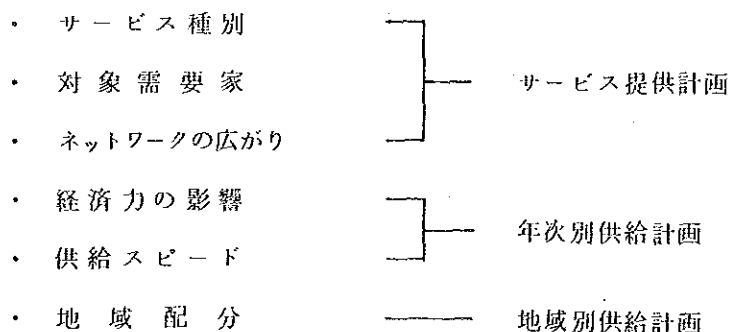 ・ サービス種別
・ 対象需要家
サービス提供計画
・ ネットワークの広がり
・ 経済力の影響
年次別供給計画
・ 供給スピード
・ 地域配分
地域別供給計画